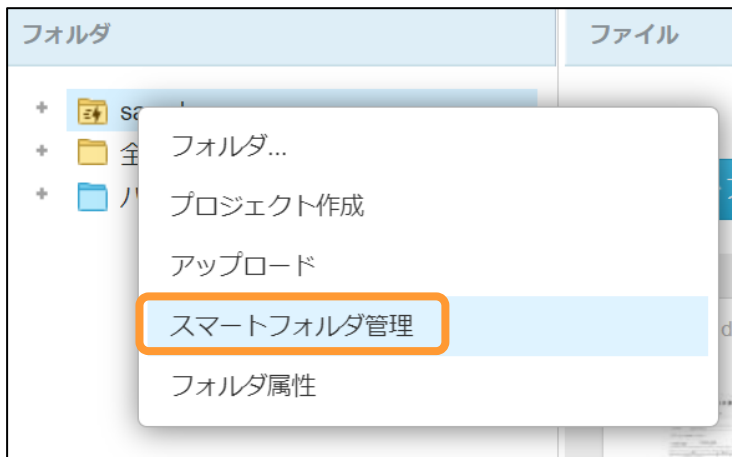 フォルダ
ファイル
全
フォルダ...
プロジェクト作成
アップロード
スマートフォルダ管理
フォルダ属性